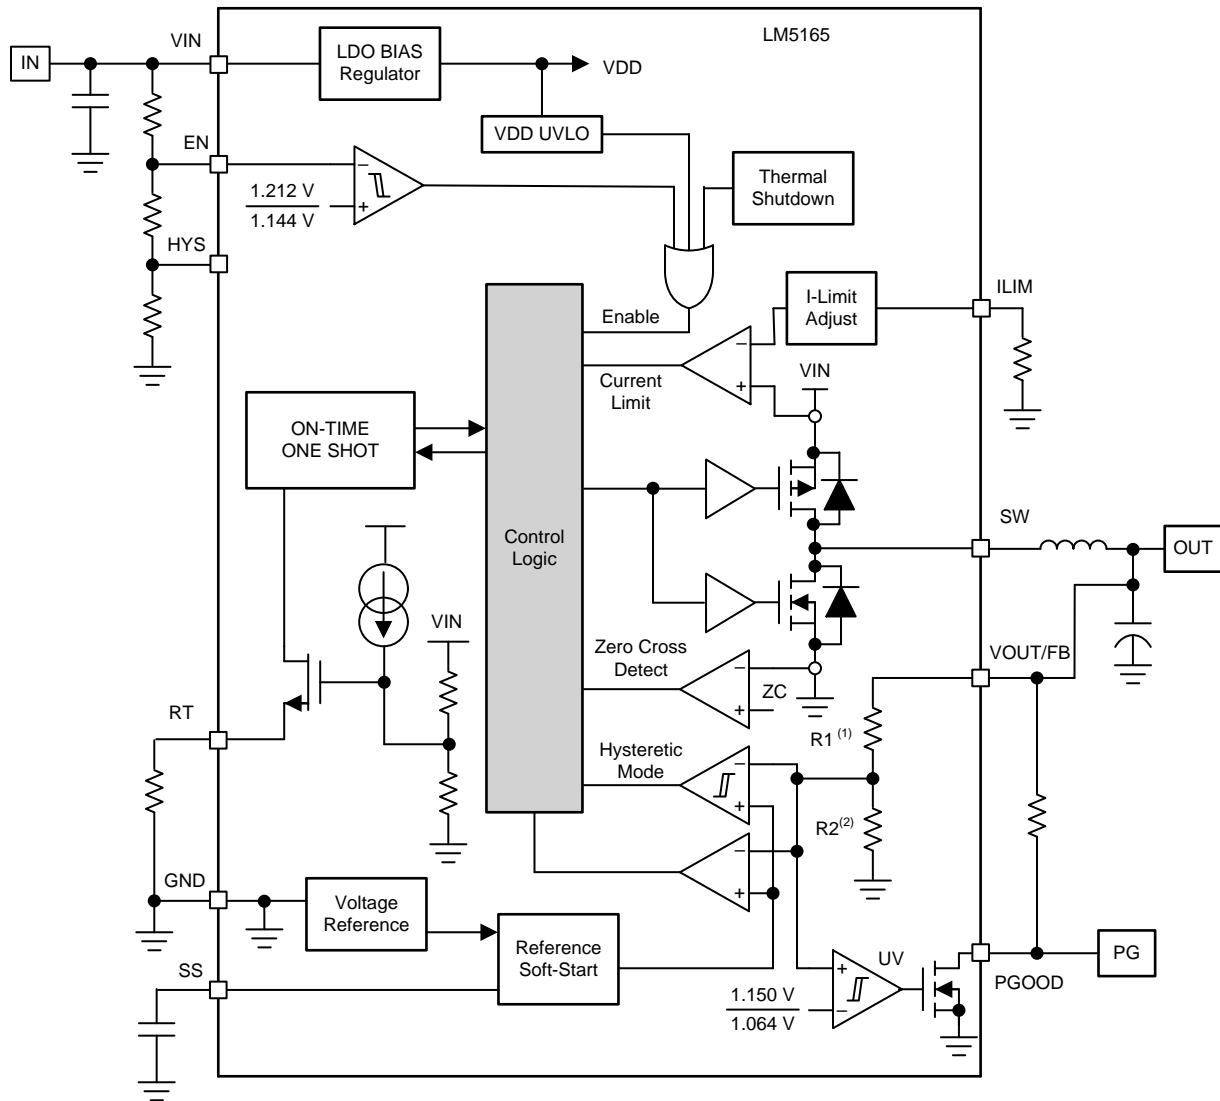 LM5165
IN
VIN
LDO BIAS
Regulator
VDD
VDD UVLO
EN
−
+
1.212 V
1.144 V
Thermal
Shutdown
HYS
Enable
I-Limit
Adjust
ILIM
−
+
VIN
Current
Limit
ON-TIME
ONE SHOT
Control
Logic
SW
OUT
VIN
Zero Cross
Detect
−
+
ZC
VOUT/FB
RT
R1(1)
Hysteretic
Mode
−
+
R2(2)
−
+
GND
Voltage
Reference
Reference
Soft-Start
SS
UV
+
−
1.150 V
1.064 V
PGOOD
PG